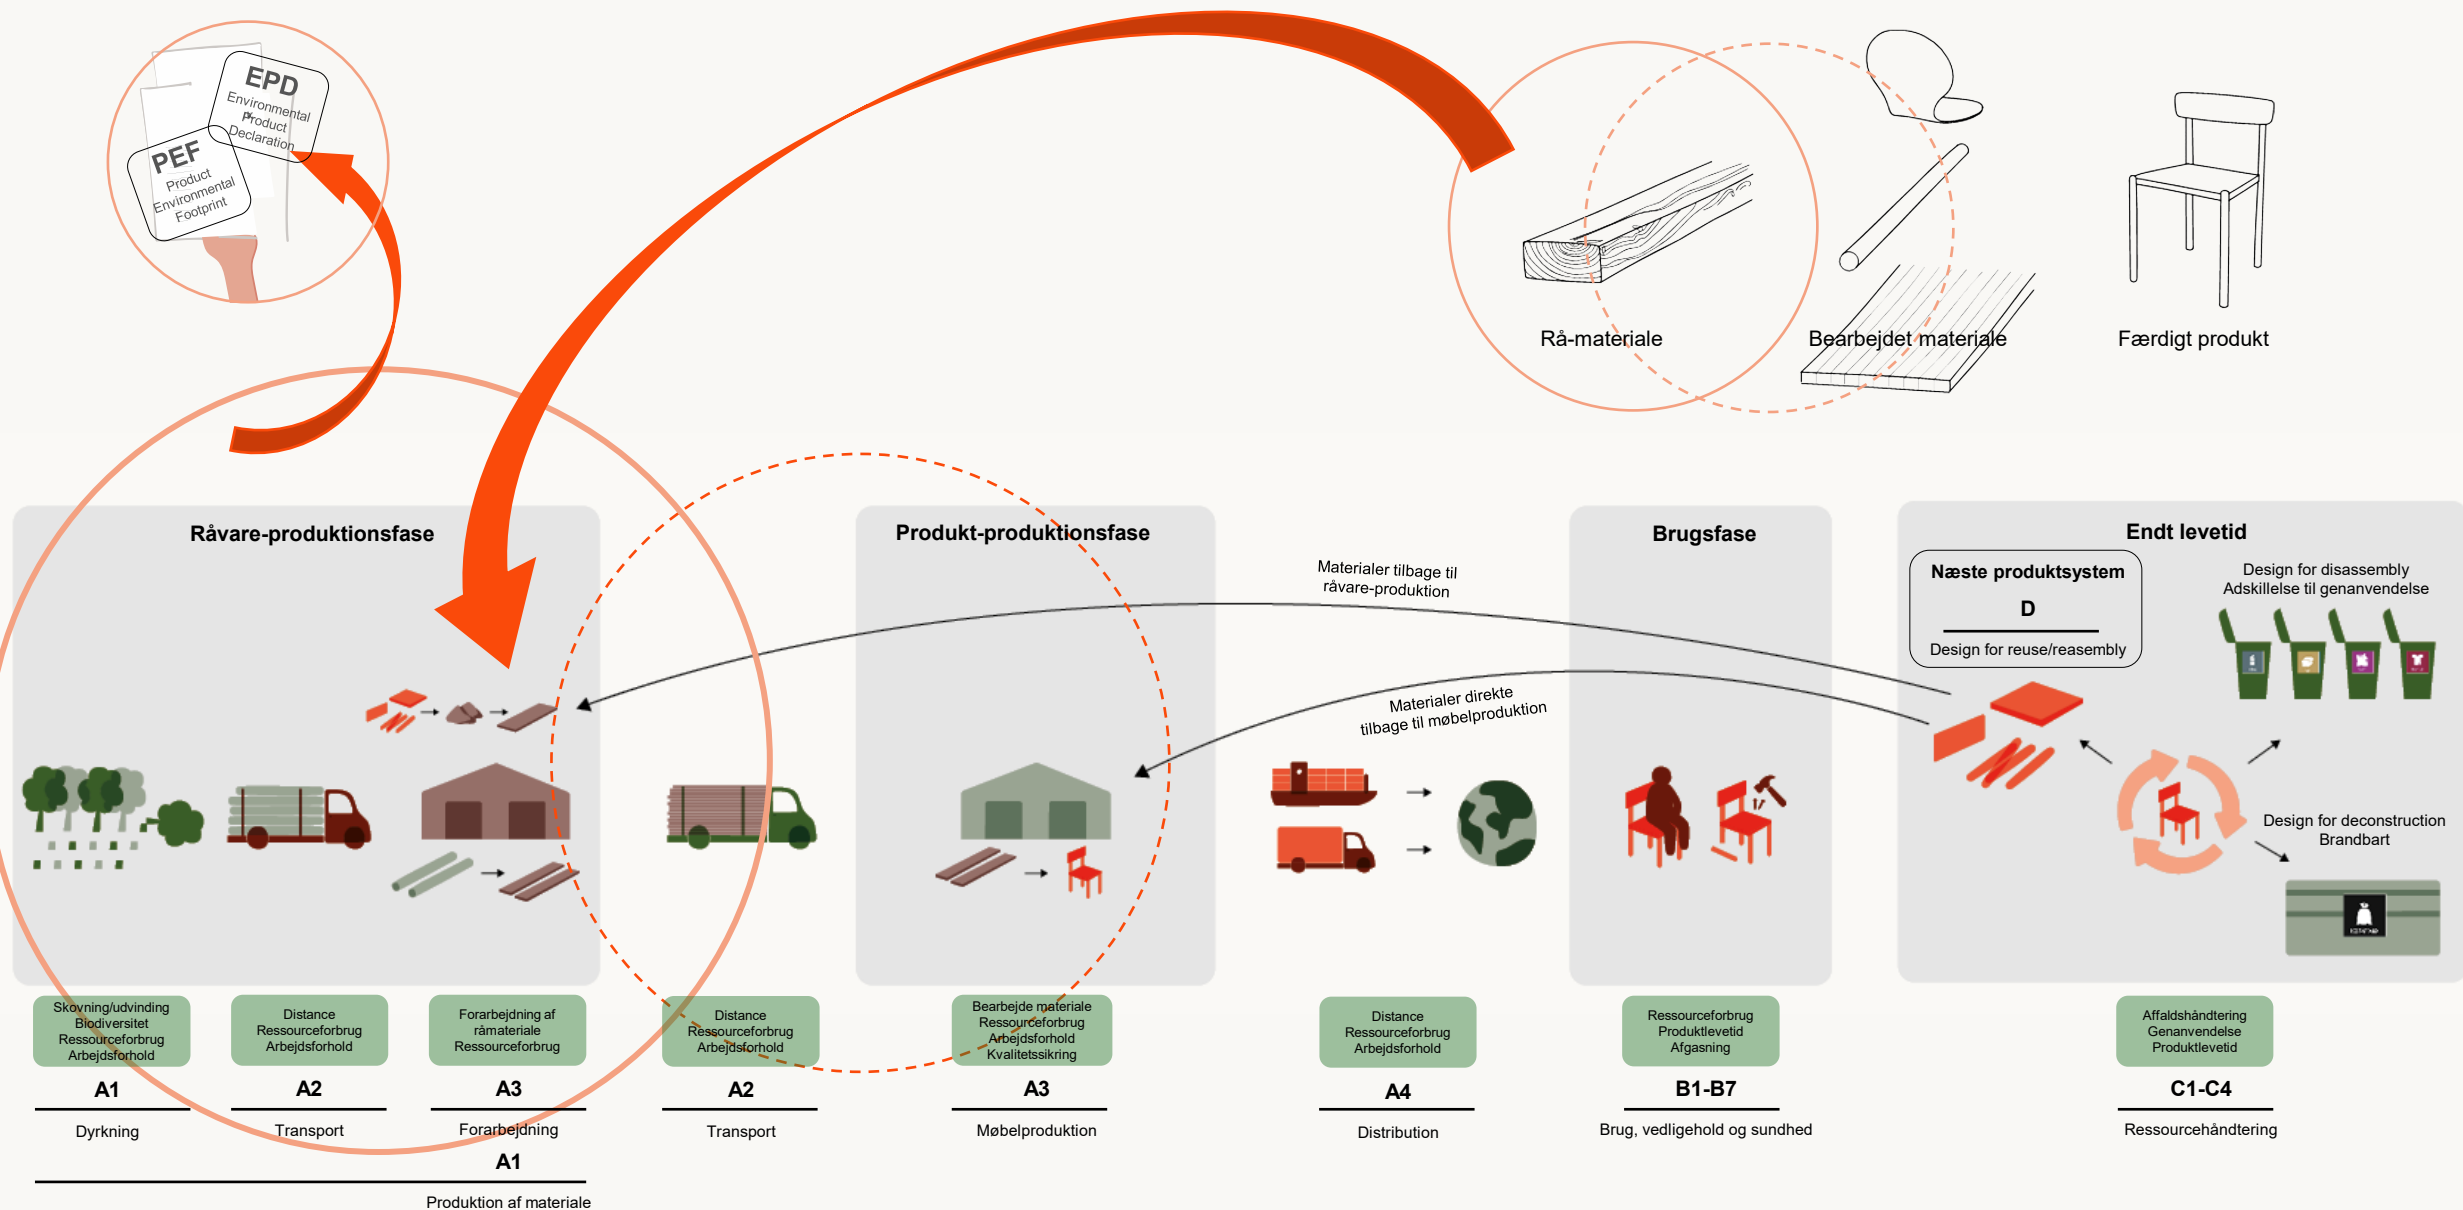 EPD
Environmental
Product
Declaration
PEF
Product
Environmental
Footprint
Rå-materiale
Bearbejdet materiale
Færdigt produkt
Råvare-produktionsfase
Produkt-produktionsfase
Brugsfase
Endt levetid
Materialer tilbage til
råvare-produktion
Materialer direkte
tilbage til møbelproduktion
Næste produktsystem
D
Design for reuse/reasembly
Design for disassembly
Adskillelse til genanvendelse
Design for deconstruction
Brandbart
Skovning/udvinding
Biodiversitet
Ressourceforbrug
Arbejdsforhold
A1
Dyrkning
Distance
Ressourceforbrug
Arbejdsforhold
A2
Transport
Forarbejdning af
råmateriale
Ressourceforbrug
A3
Forarbejdning
A1
Produktion af materiale
Distance
Ressourceforbrug
Arbejdsforhold
A2
Transport
Bearbejde materiale
Ressourceforbrug
Arbejdsforhold
Kvalitetssikring
A3
Møbelproduktion
Distance
Ressourceforbrug
Arbejdsforhold
A4
Distribution
Ressourceforbrug
Produktlevetid
Afgasning
B1-B7
Brug, vedligehold og sundhed
Affaldshåndtering
Genanvendelse
Produktlevetid
C1-C4
Ressourcehåndtering